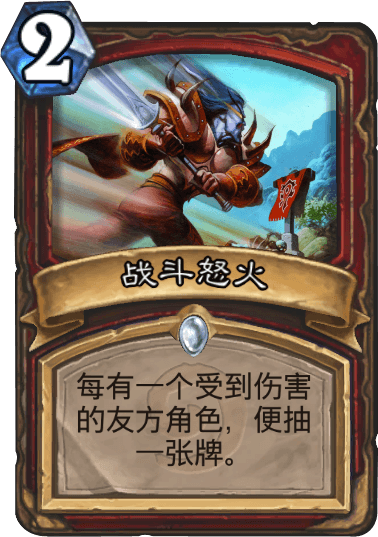 2
战斗怒火
每有一个受到伤害
的友方角色，便抽
一张牌。